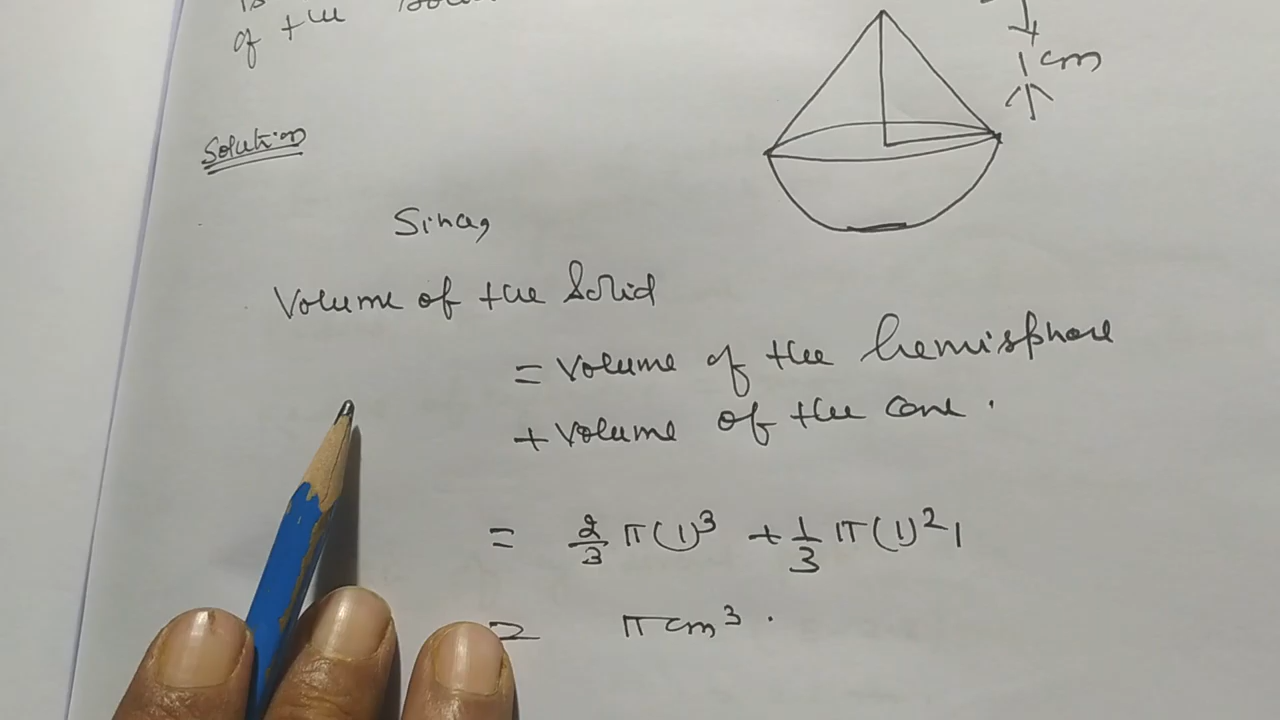 of the
1 cm
Solution
Since,
Volume of the Solid
= Volume of the hemisphere
+ Volume of the cone.
= 2/3 π(1)³ + 1/3 π(1)² 1
= π cm³.